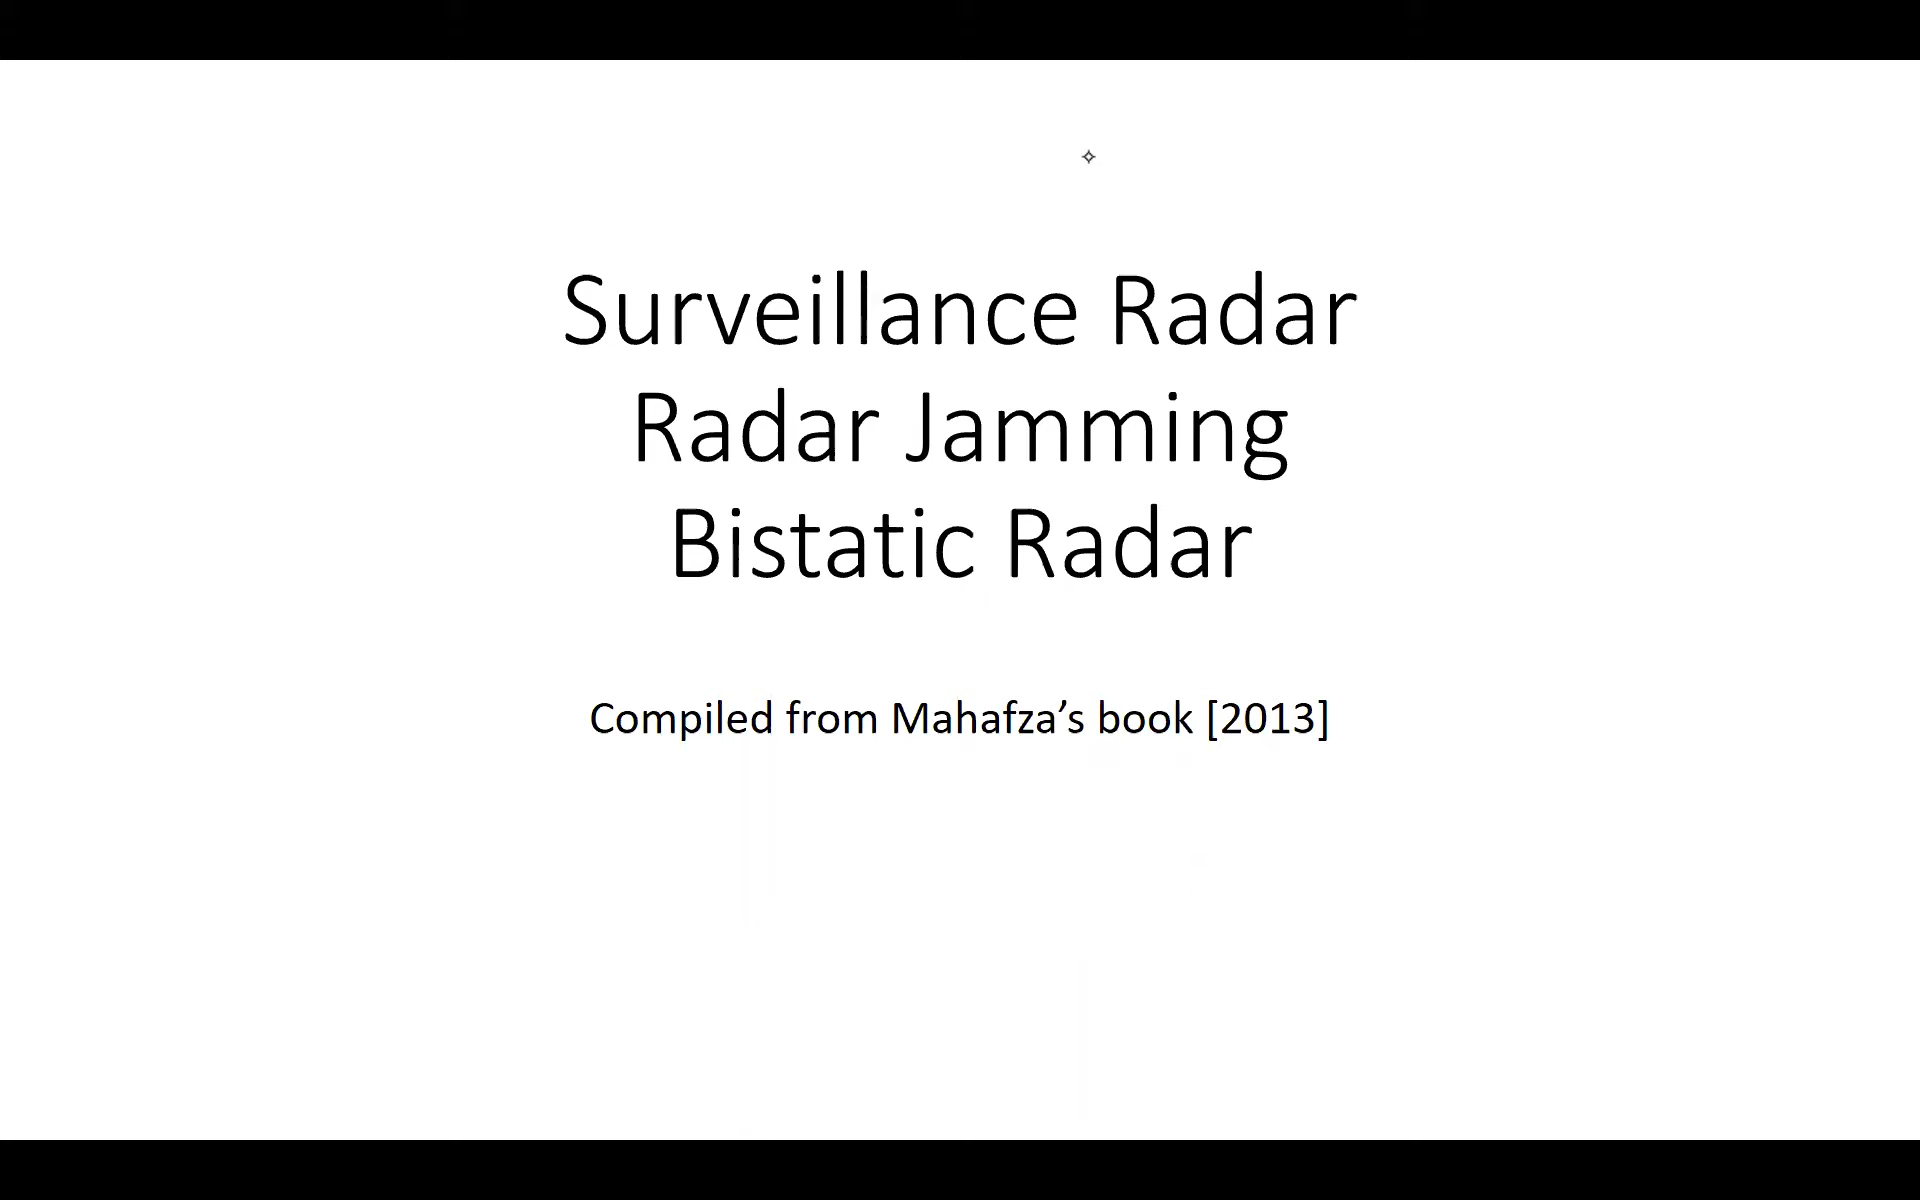 Surveillance Radar
Radar Jamming
Bistatic Radar
Compiled from Mahafza’s book [2013]